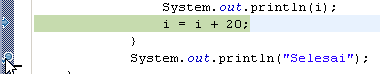 System.out.println(i);
i = i + 20;
}
System.out.println("Selesai");